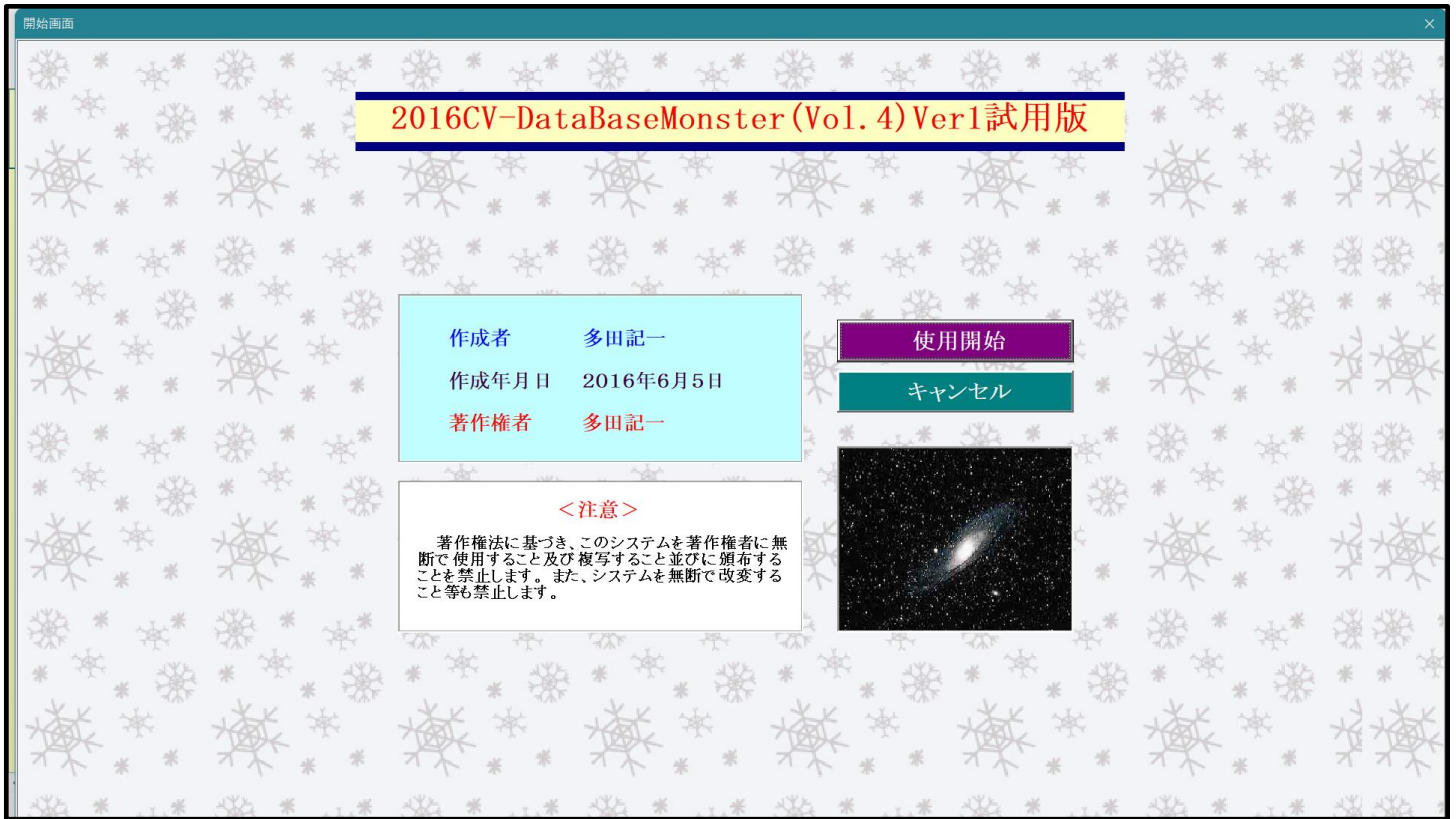 開始画面
2016CV-DataBaseMonster(Vol.4)Ver1試用版
作成者 多田記一
作成年月日 2016年6月5日
著作権者 多田記一
使用開始
キャンセル
＜注意＞
著作権法に基づき、このシステムを著作権者に無
断で使用すること及び複写すること並びに頒布する
ことを禁止します。また、システムを無断で改変する
こと等も禁止します。